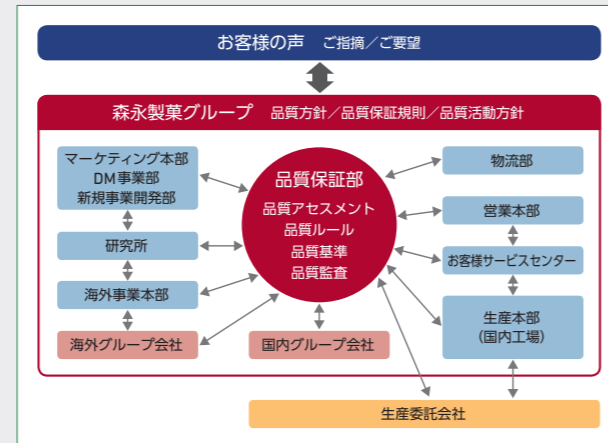 お客様の声 ご指摘／ご要望
森永製菓グループ 品質方針／品質保証規則／品質活動方針
マーケティング本部
DM事業部
新規事業開発部
研究所
海外事業本部
海外グループ会社
品質保証部
品質アセスメント
品質ルール
品質基準
品質監査
国内グループ会社
物流部
営業本部
お客様サービスセンター
生産本部
(国内工場)
生産委託会社